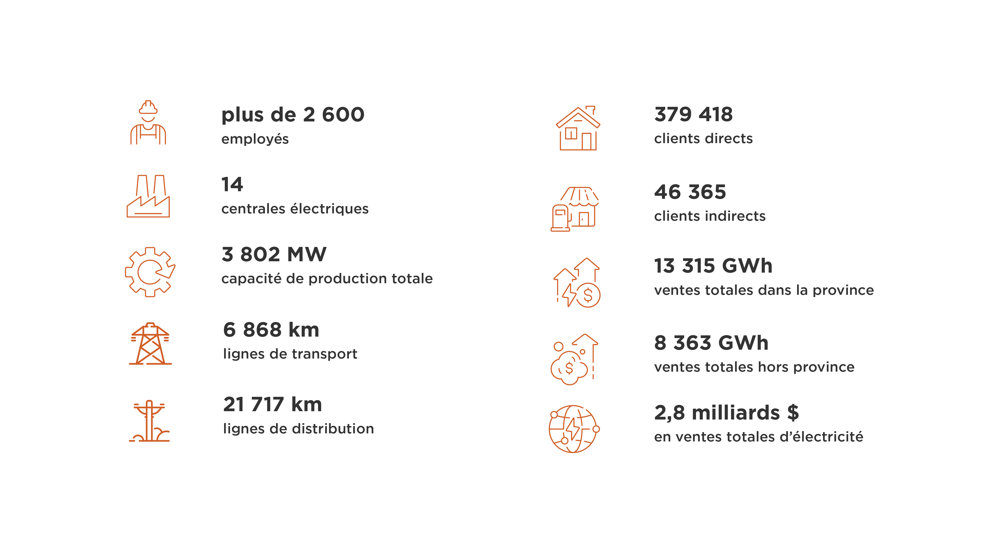 plus de 2 600
employés
14
centrales électriques
3 802 MW
capacité de production totale
6 868 km
lignes de transport
21 717 km
lignes de distribution
379 418
clients directs
46 365
clients indirects
13 315 GWh
ventes totales dans la province
8 363 GWh
ventes totales hors province
2,8 milliards $
en ventes totales d’électricité